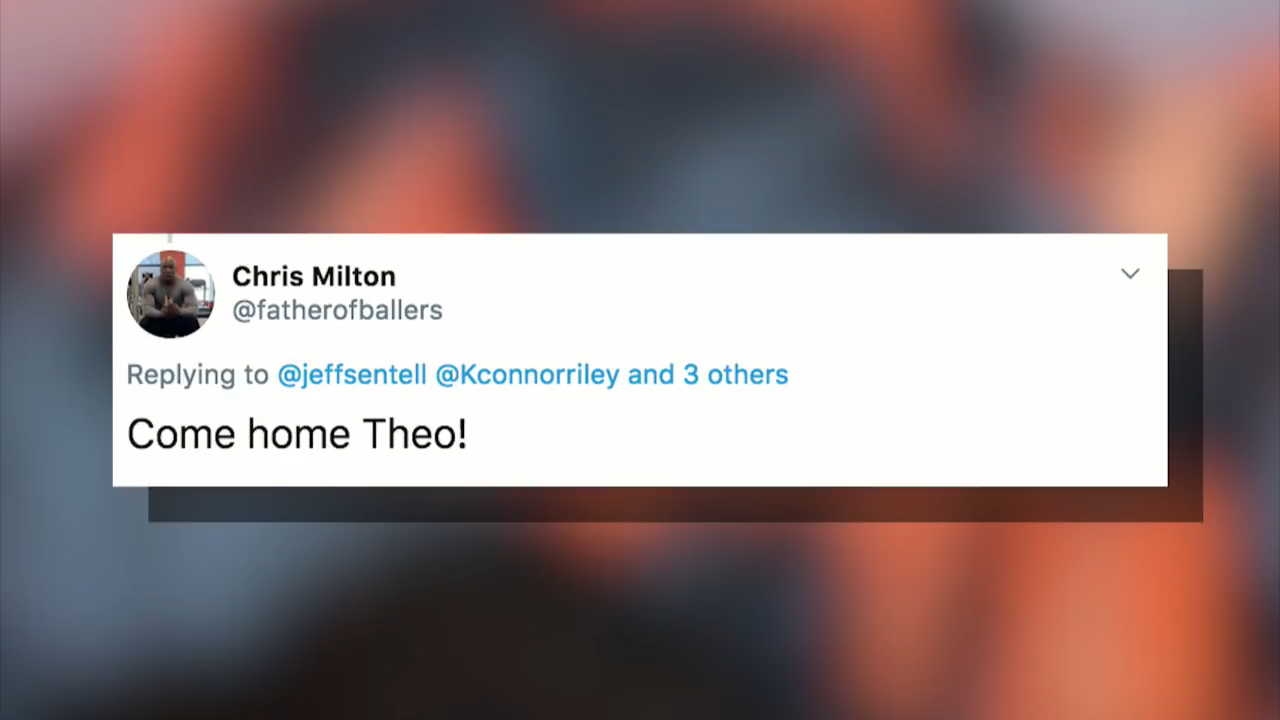 Chris Milton
@fatherofballers
Replying to @jeffsentell @Kconnorriley and 3 others
Come home Theo!